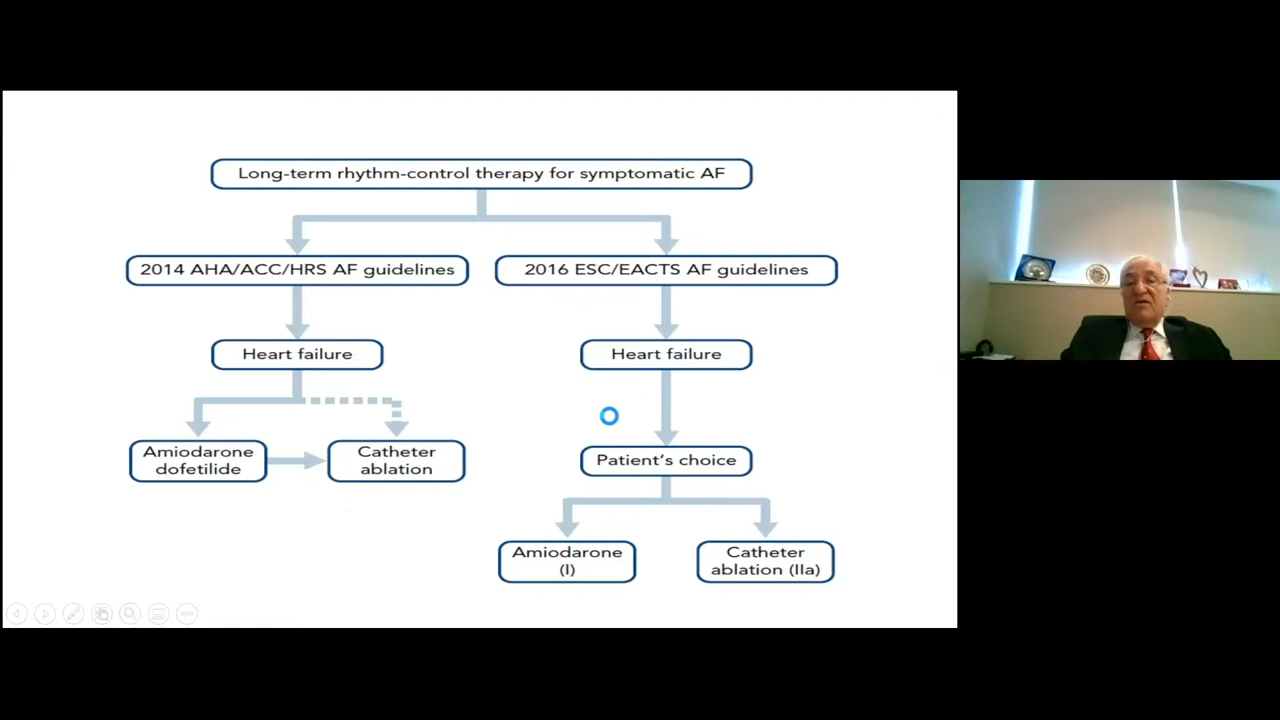 Long-term rhythm-control therapy for symptomatic AF
2014 AHA/ACC/HRS AF guidelines
2016 ESC/EACTS AF guidelines
Heart failure
Heart failure
Amiodarone
dofetilide
Catheter
ablation
Patient's choice
Amiodarone
(I)
Catheter
ablation (IIa)